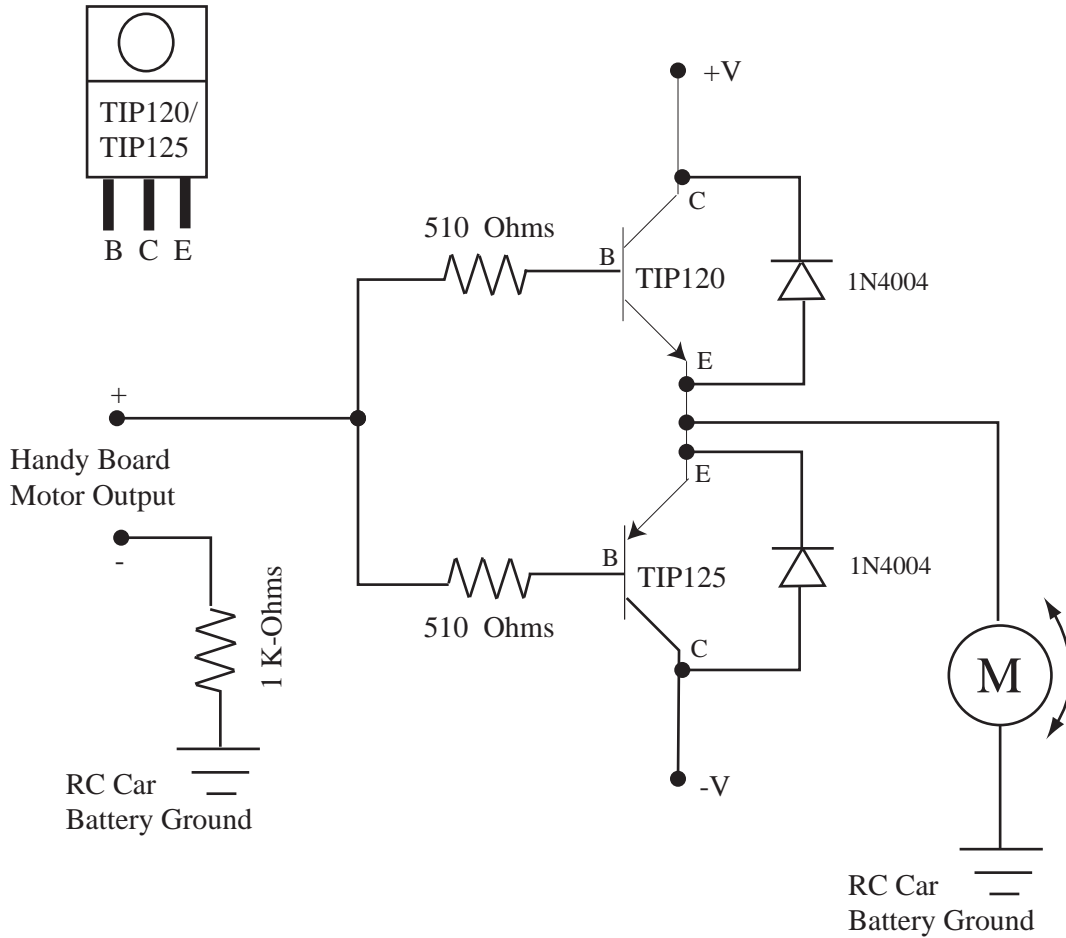 TIP120/
TIP125
B C E
+V
C
510 Ohms
B
TIP120
1N4004
E
+
Handy Board
Motor Output
-
E
B
TIP125
1N4004
510 Ohms
C
1 K-Ohms
M
-V
RC Car
Battery Ground
RC Car
Battery Ground